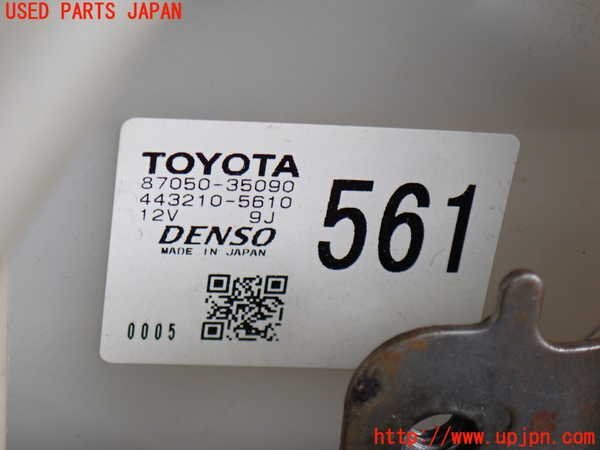 USED PARTS JAPAN
TOYOTA
87050-35090
443210-5610
12V 9J
DENSO
MADE IN JAPAN
561
0005
http://www.upjpn.com/